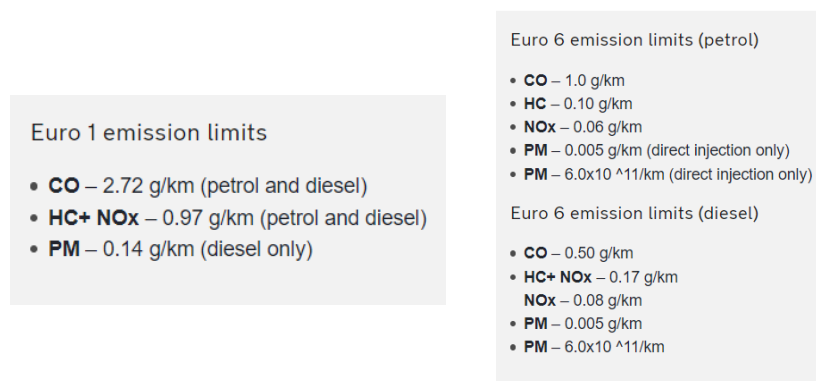 Euro 1 emission limits
• CO – 2.72 g/km (petrol and diesel)
• HC+ NOx – 0.97 g/km (petrol and diesel)
• PM – 0.14 g/km (diesel only)
Euro 6 emission limits (petrol)
• CO – 1.0 g/km
• HC – 0.10 g/km
• NOx – 0.06 g/km
• PM – 0.005 g/km (direct injection only)
• PM – 6.0x10 ^11/km (direct injection only)
Euro 6 emission limits (diesel)
• CO – 0.50 g/km
• HC+ NOx – 0.17 g/km
NOx – 0.08 g/km
• PM – 0.005 g/km
• PM – 6.0x10 ^11/km